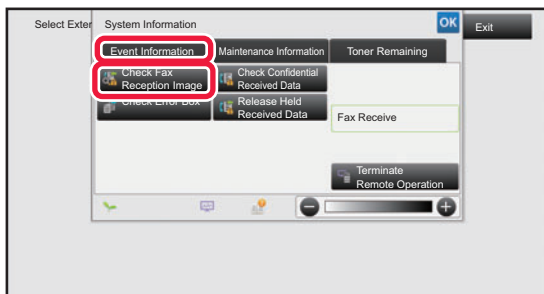 Select Exter
System Information
OK
Exit
Event Information
Maintenance Information
Toner Remaining
Check Fax
Reception Image
Check Confidential
Received Data
Check Error Box
Release Held
Received Data
Fax Receive
Terminate
Remote Operation